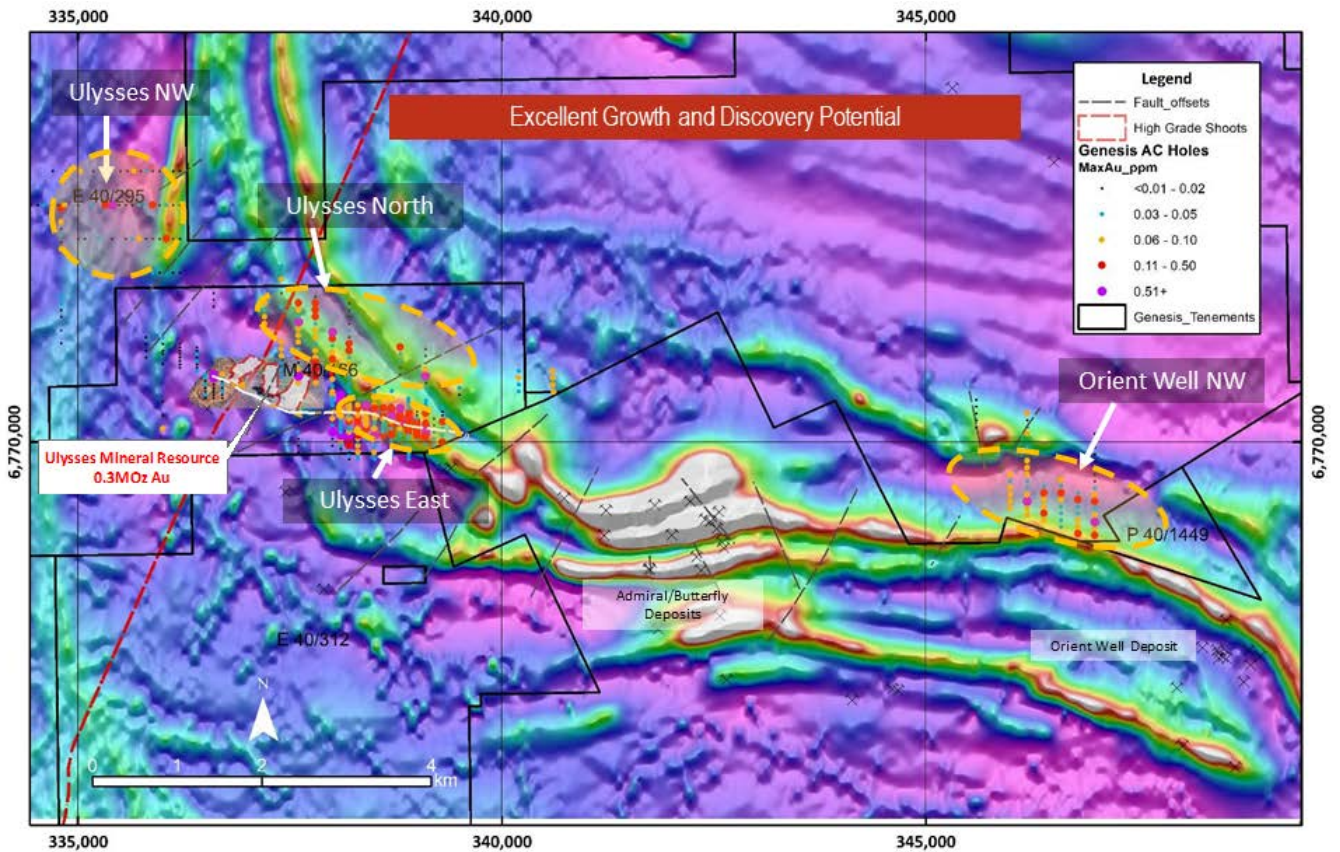 335,000
340,000
345,000
Ulysses NW
Excellent Growth and Discovery Potential
Legend
Fault_offsets
High Grade Shoots
Genesis AC Holes
MaxAu_ppm
<0.01 - 0.02
0.03 - 0.05
0.06 - 0.10
0.11 - 0.50
0.51+
Genesis_Tenements
E 40/295
Ulysses North
M 40/ 66
Orient Well NW
6,770,000
6,770,000
Ulysses Mineral Resource
0.3MOz Au
Ulysses East
P 40/1449
Admiral/Butterfly
Deposits
E 40/312
Orient Well Deposit
N
0
1
2
4
km
335,000
340,000
345,000